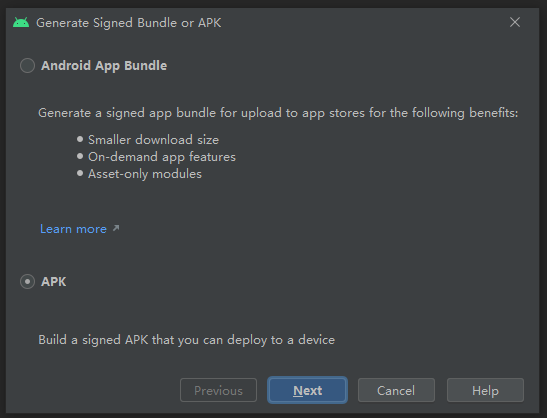 Generate Signed Bundle or APK
Android App Bundle
Generate a signed app bundle for upload to app stores for the following benefits:
• Smaller download size
• On-demand app features
• Asset-only modules
Learn more ↗
APK
Build a signed APK that you can deploy to a device
Previous Next Cancel Help